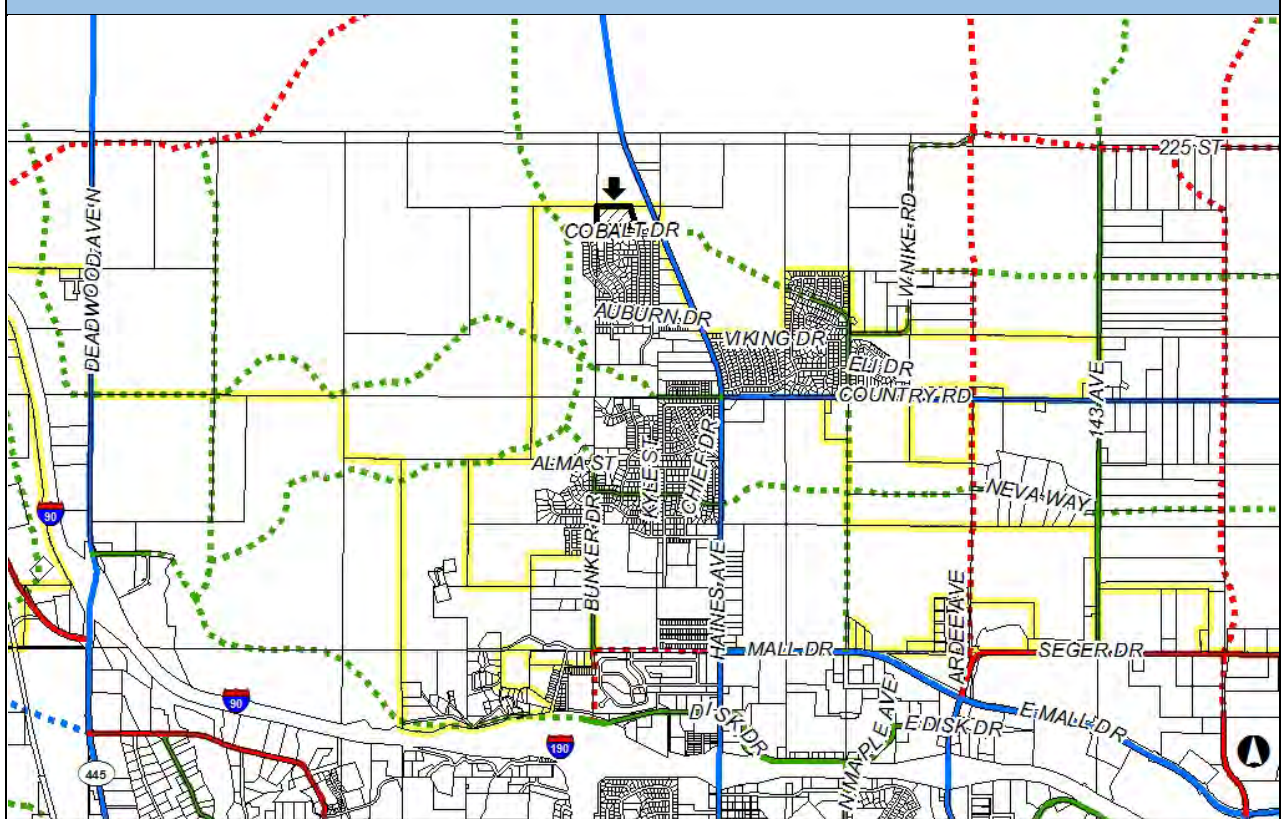 225 ST
DEADWOOD AVE N
W NIKE RD
COBALT DR
AUBURN DR
VIKING DR
ELI DR
COUNTRY RD
143 AVE
ALMA ST
KYLE ST
CHIEF DR
NEVA WAY
90
BUNKER DR
HAINES AVE
ARDEE AVE
MALL DR
SEGER DR
90
DISK DR
E DISK DR
E MALL DR
190
445
N MAPLE AVE